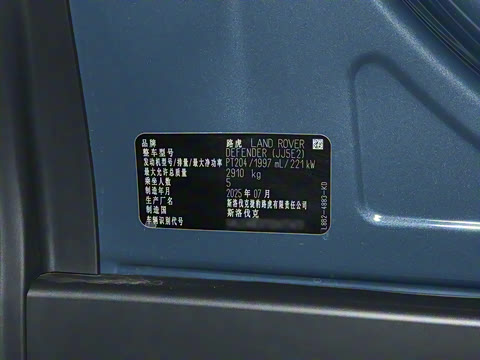 品牌 路虎 LAND ROVER
整车型号 DEFENDER (JJ5E2)
发动机型号/排量/最大净功率 PT204/1997 mL/221 kW
最大允许总质量 2910 kg
乘坐人数 5
制造年月 2025 年 07 月
生产厂名 斯洛伐克捷豹路虎有限责任公司
制造国 斯洛伐克
车辆识别代号
L8B2-4883-KD